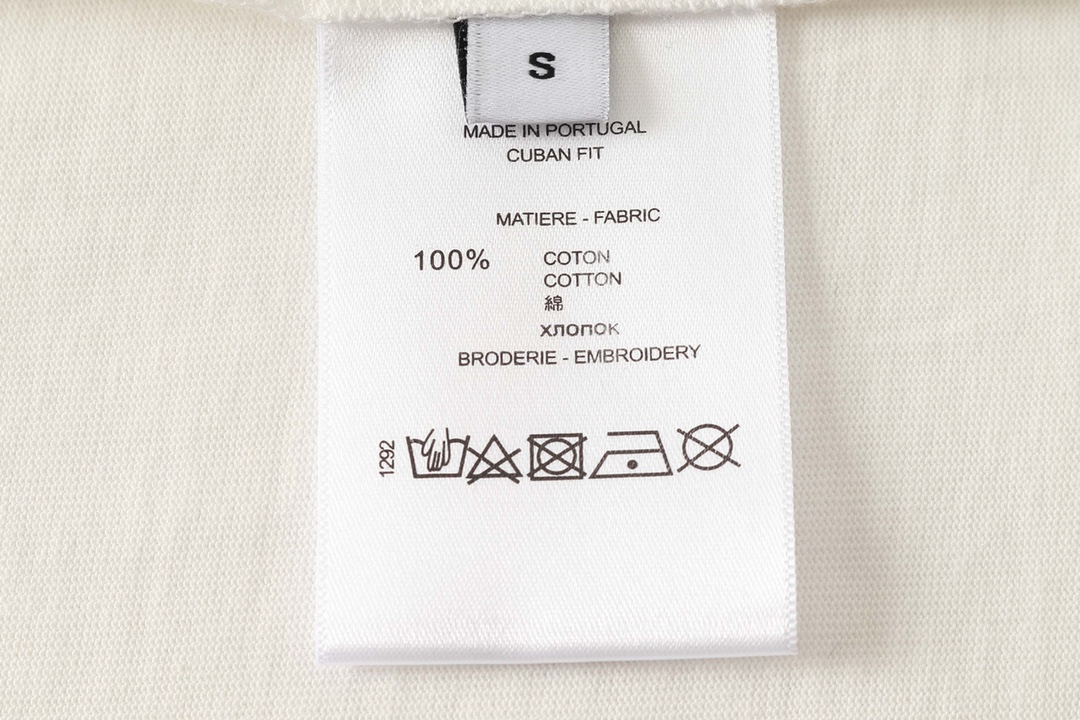 S
MADE IN PORTUGAL
CUBAN FIT
MATIERE - FABRIC
100% COTON
COTTON
綿
хлопок
BRODERIE - EMBROIDERY
1292